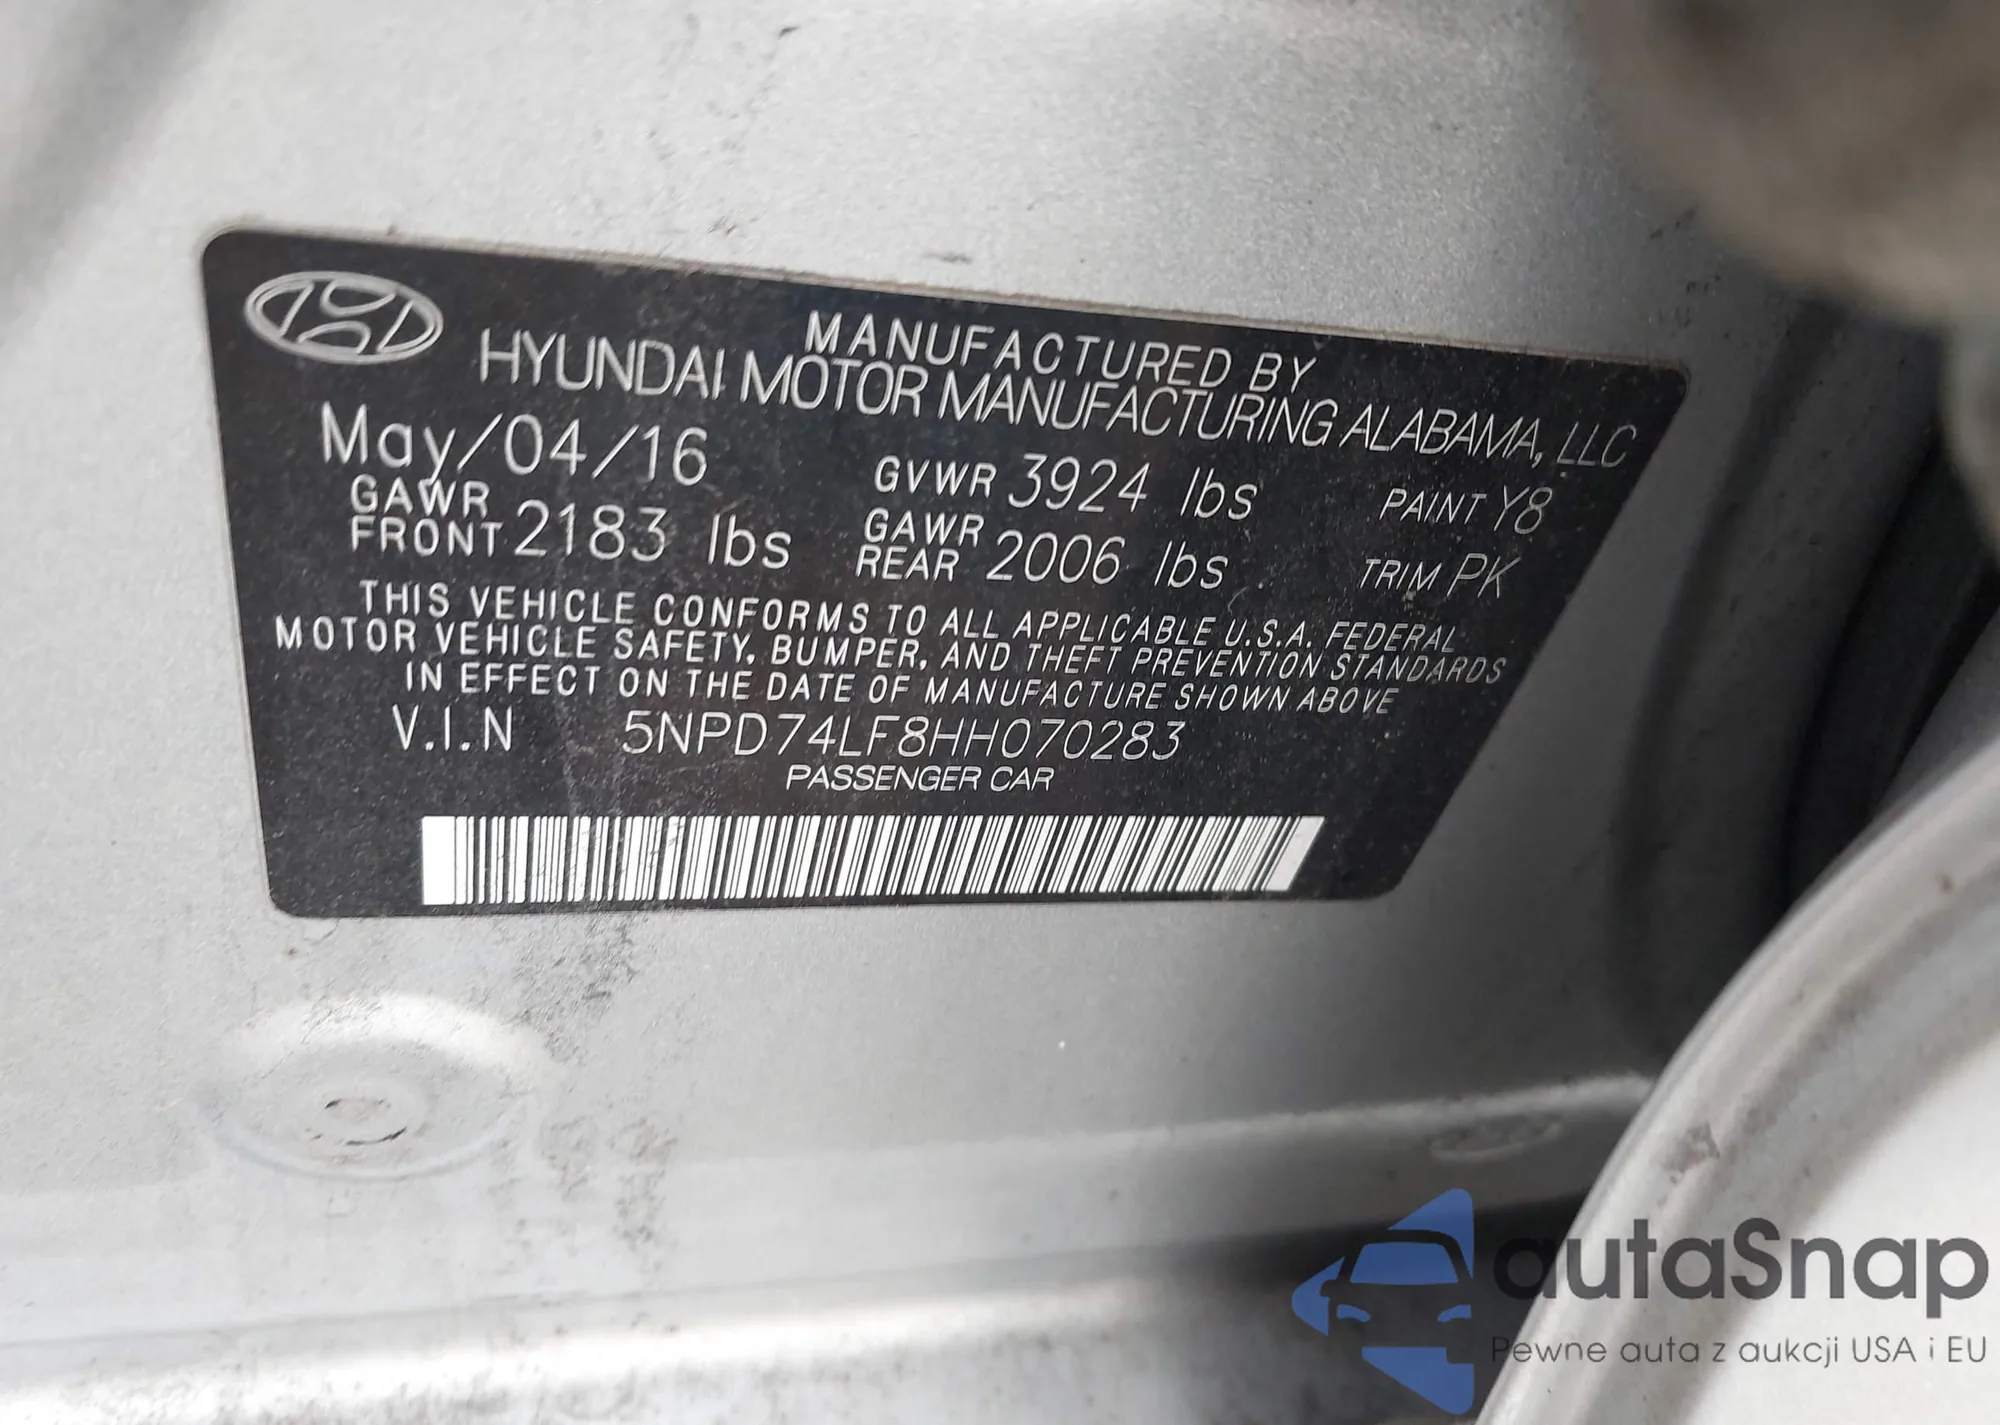 MANUFACTURED BY
HYUNDAI MOTOR MANUFACTURING ALABAMA, LLC
May/04/16 GVWR 3924 lbs PAINT Y8
GAWR FRONT 2183 lbs GAWR REAR 2006 lbs TRIM PK
THIS VEHICLE CONFORMS TO ALL APPLICABLE U.S.A. FEDERAL
MOTOR VEHICLE SAFETY, BUMPER, AND THEFT PREVENTION STANDARDS
IN EFFECT ON THE DATE OF MANUFACTURE SHOWN ABOVE
V.I.N 5NPD74LF8HH070283
PASSENGER CAR
autaSnap
Pewne auta z aukcji USA i EU